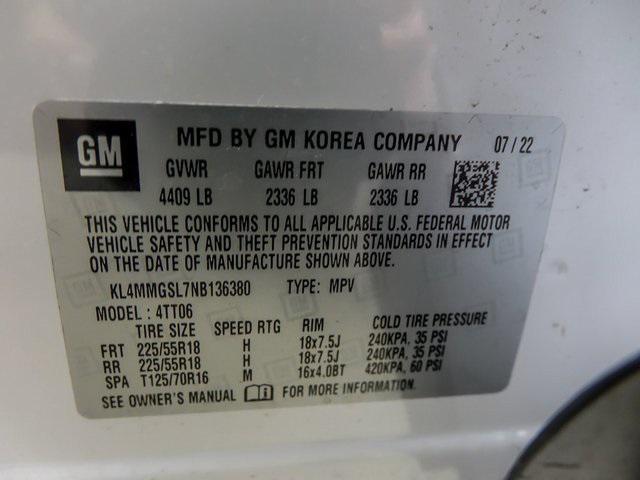 GM MFD BY GM KOREA COMPANY 07 / 22
GVWR GAWR FRT GAWR RR
4409 LB 2336 LB 2336 LB
THIS VEHICLE CONFORMS TO ALL APPLICABLE U.S. FEDERAL MOTOR
VEHICLE SAFETY AND THEFT PREVENTION STANDARDS IN EFFECT
ON THE DATE OF MANUFACTURE SHOWN ABOVE.
KL4MMGSL7NB136380 TYPE: MPV
MODEL : 4TT06
TIRE SIZE SPEED RTG RIM COLD TIRE PRESSURE
FRT 225/55R18 H 18x7.5J 240KPA, 35 PSI
RR 225/55R18 H 18x7.5J 240KPA, 35 PSI
SPA T125/70R16 M 16x4.0BT 420KPA, 60 PSI
SEE OWNER'S MANUAL FOR MORE INFORMATION.